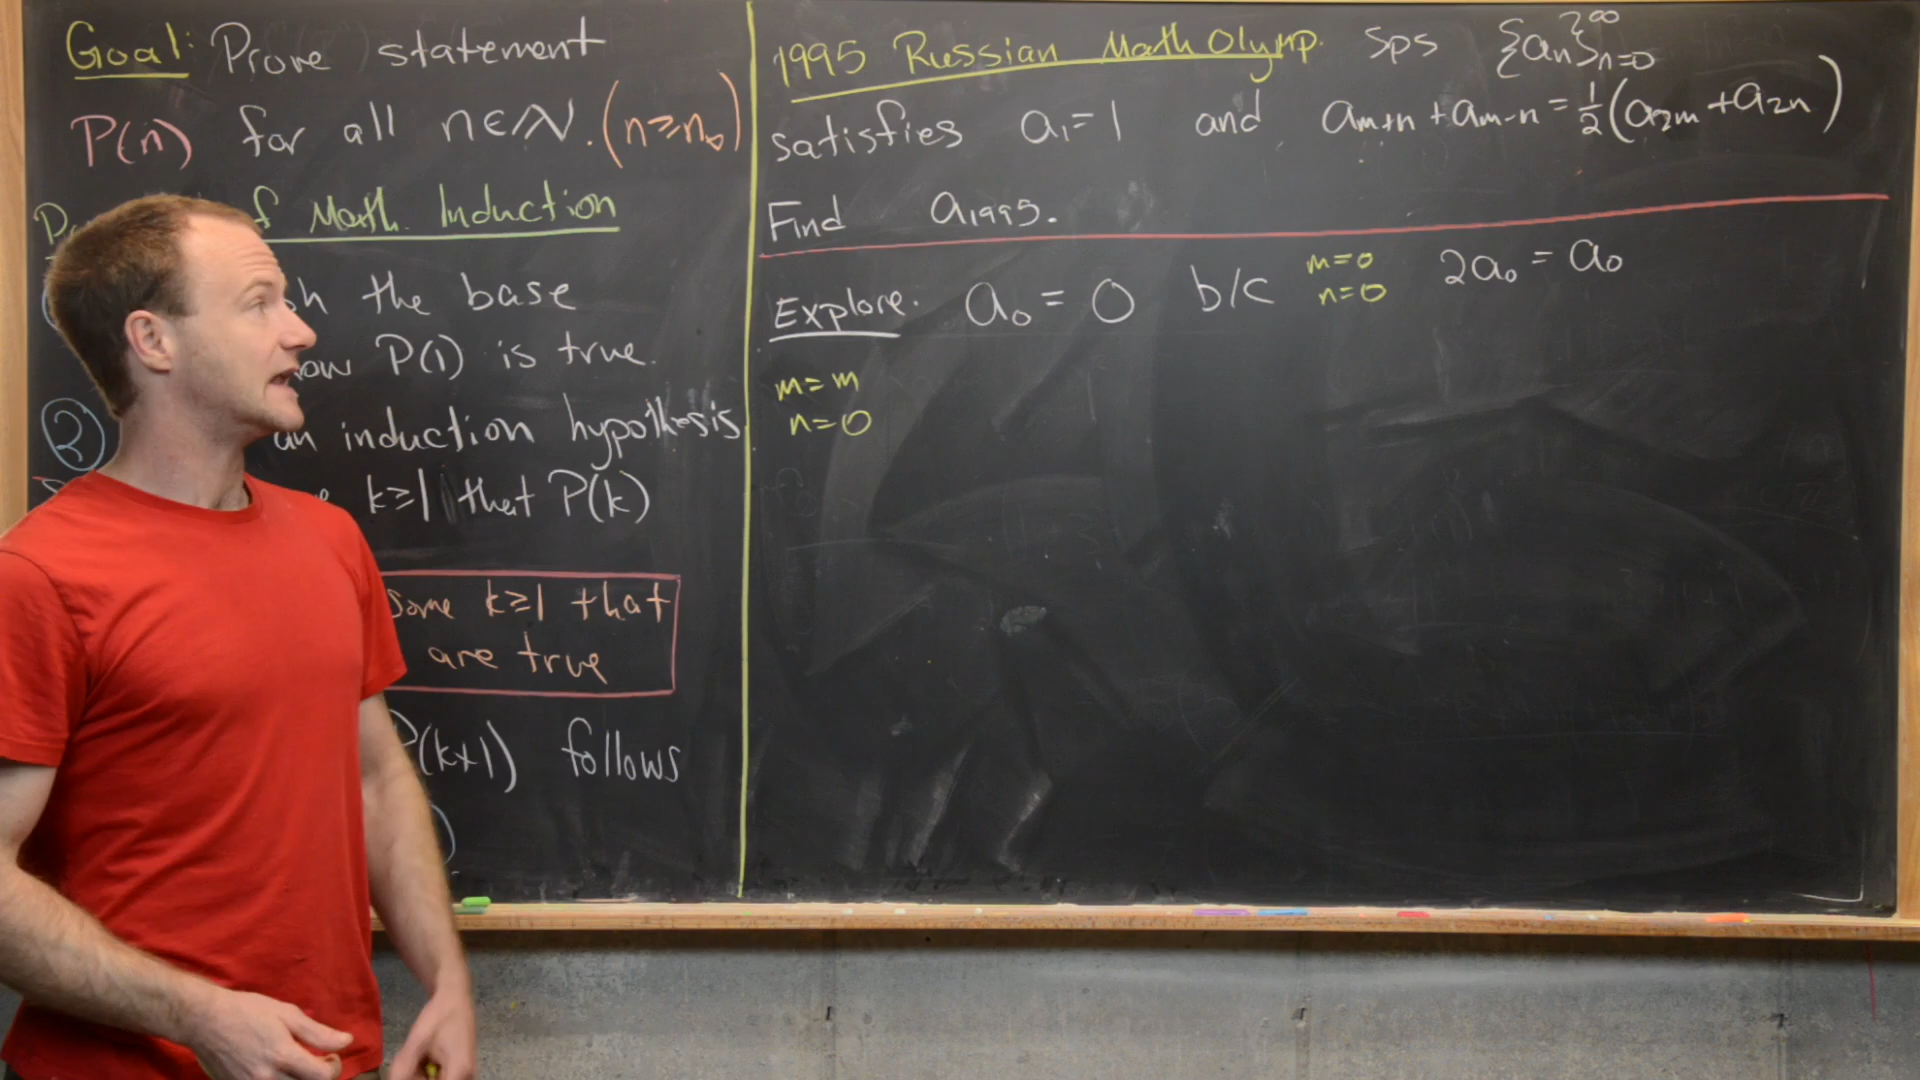 Goal: Prove statement
P(n) for all n∈ℕ. (n≥n₀)
Math. Induction
the base
P(1) is true.
② an induction hypothesis
k≥1 that P(k)
some k≥1 that
are true
P(k+1) follows
1995 Russian Math Olymp. Sps {aₙ}ₙ₌₀^∞
satisfies a₁=1 and aₘ₊ₙ + aₘ₋ₙ = ½(a₂ₘ + a₂ₙ)
Find a₁₉₉₅.
Explore. a₀ = 0 b/c m=0 n=0 2a₀ = a₀
m=m
n=0